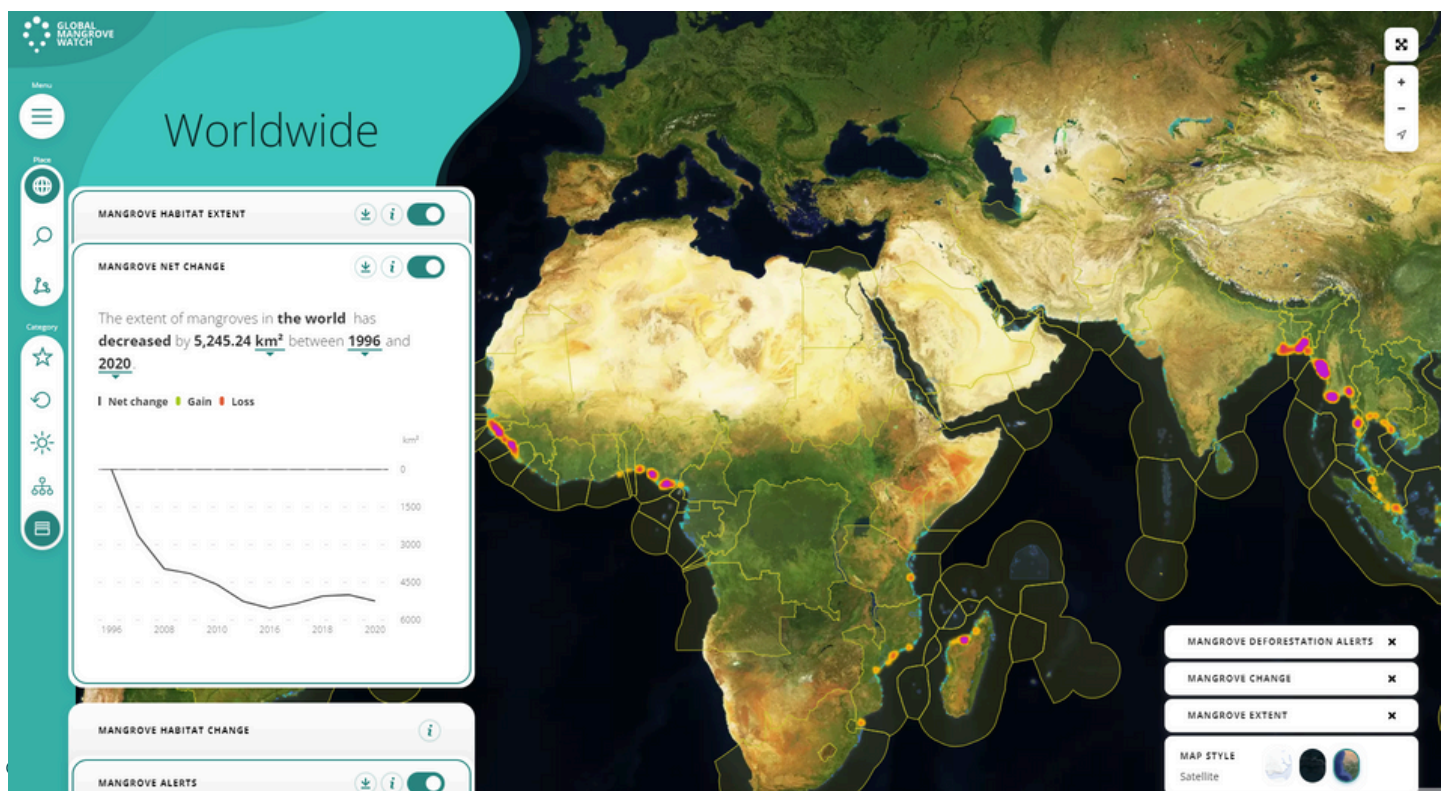 GLOBAL
MANGROVE
WATCH
Menu
Worldwide
Place
MANGROVE HABITAT EXTENT
i
MANGROVE NET CHANGE
i
The extent of mangroves in the world has
decreased by 5,245.24 km² between 1996 and
2020.
Net change Gain Loss
km²
0
1500
3000
4500
6000
1996 2008 2010 2016 2018 2020
Category
MANGROVE HABITAT CHANGE
i
MANGROVE ALERTS
i
+
−
MANGROVE DEFORESTATION ALERTS ×
MANGROVE CHANGE ×
MANGROVE EXTENT ×
MAP STYLE
Satellite